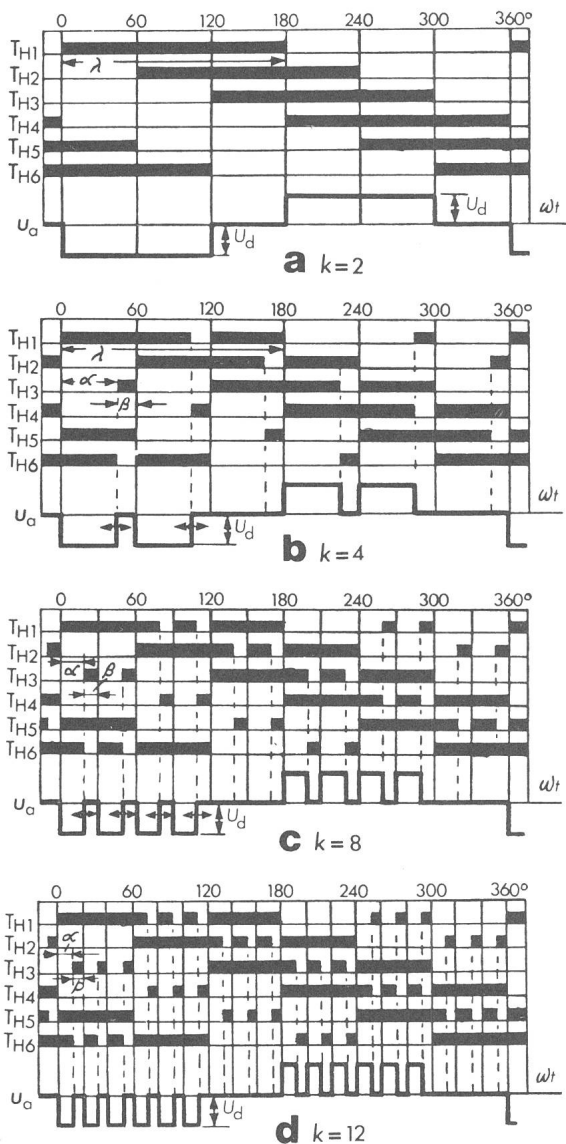 0 60 120 180 240 300 360°
TH1
λ
TH2
TH3
TH4
TH5
TH6
Ud
Ud
ωt
ua
a k=2
0 60 120 180 240 300 360°
TH1
λ
TH2
α
TH3
β
TH4
TH5
TH6
ua
Ud
b k=4
0 60 120 180 240 300 360°
TH1
TH2
α β
TH3
TH4
TH5
TH6
ωt
ua
Ud
c k=8
0 60 120 180 240 300 360°
TH1
α
TH2
TH3
β
TH4
TH5
TH6
ωt
ua
Ud
d k=12